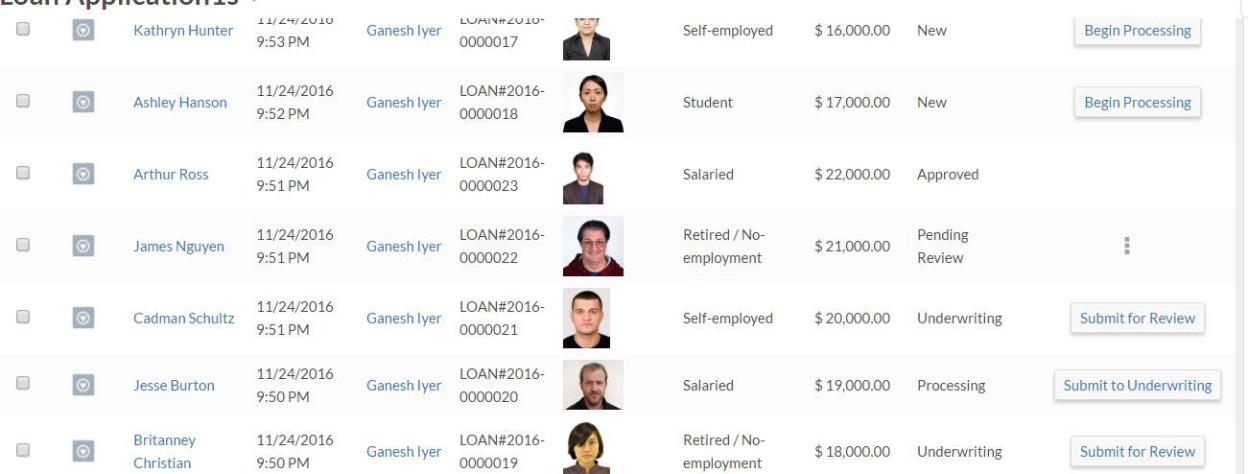 Loan Application1s
Kathryn Hunter 11/24/2016 9:53 PM Ganesh Iyer LOAN#2016-0000017 Self-employed $ 16,000.00 New Begin Processing
Ashley Hanson 11/24/2016 9:52 PM Ganesh Iyer LOAN#2016-0000018 Student $ 17,000.00 New Begin Processing
Arthur Ross 11/24/2016 9:51 PM Ganesh Iyer LOAN#2016-0000023 Salaried $ 22,000.00 Approved
James Nguyen 11/24/2016 9:51 PM Ganesh Iyer LOAN#2016-0000022 Retired / No-employment $ 21,000.00 Pending Review
Cadman Schultz 11/24/2016 9:51 PM Ganesh Iyer LOAN#2016-0000021 Self-employed $ 20,000.00 Underwriting Submit for Review
Jesse Burton 11/24/2016 9:50 PM Ganesh Iyer LOAN#2016-0000020 Salaried $ 19,000.00 Processing Submit to Underwriting
Britanney Christian 11/24/2016 9:50 PM Ganesh Iyer LOAN#2016-0000019 Retired / No-employment $ 18,000.00 Underwriting Submit for Review